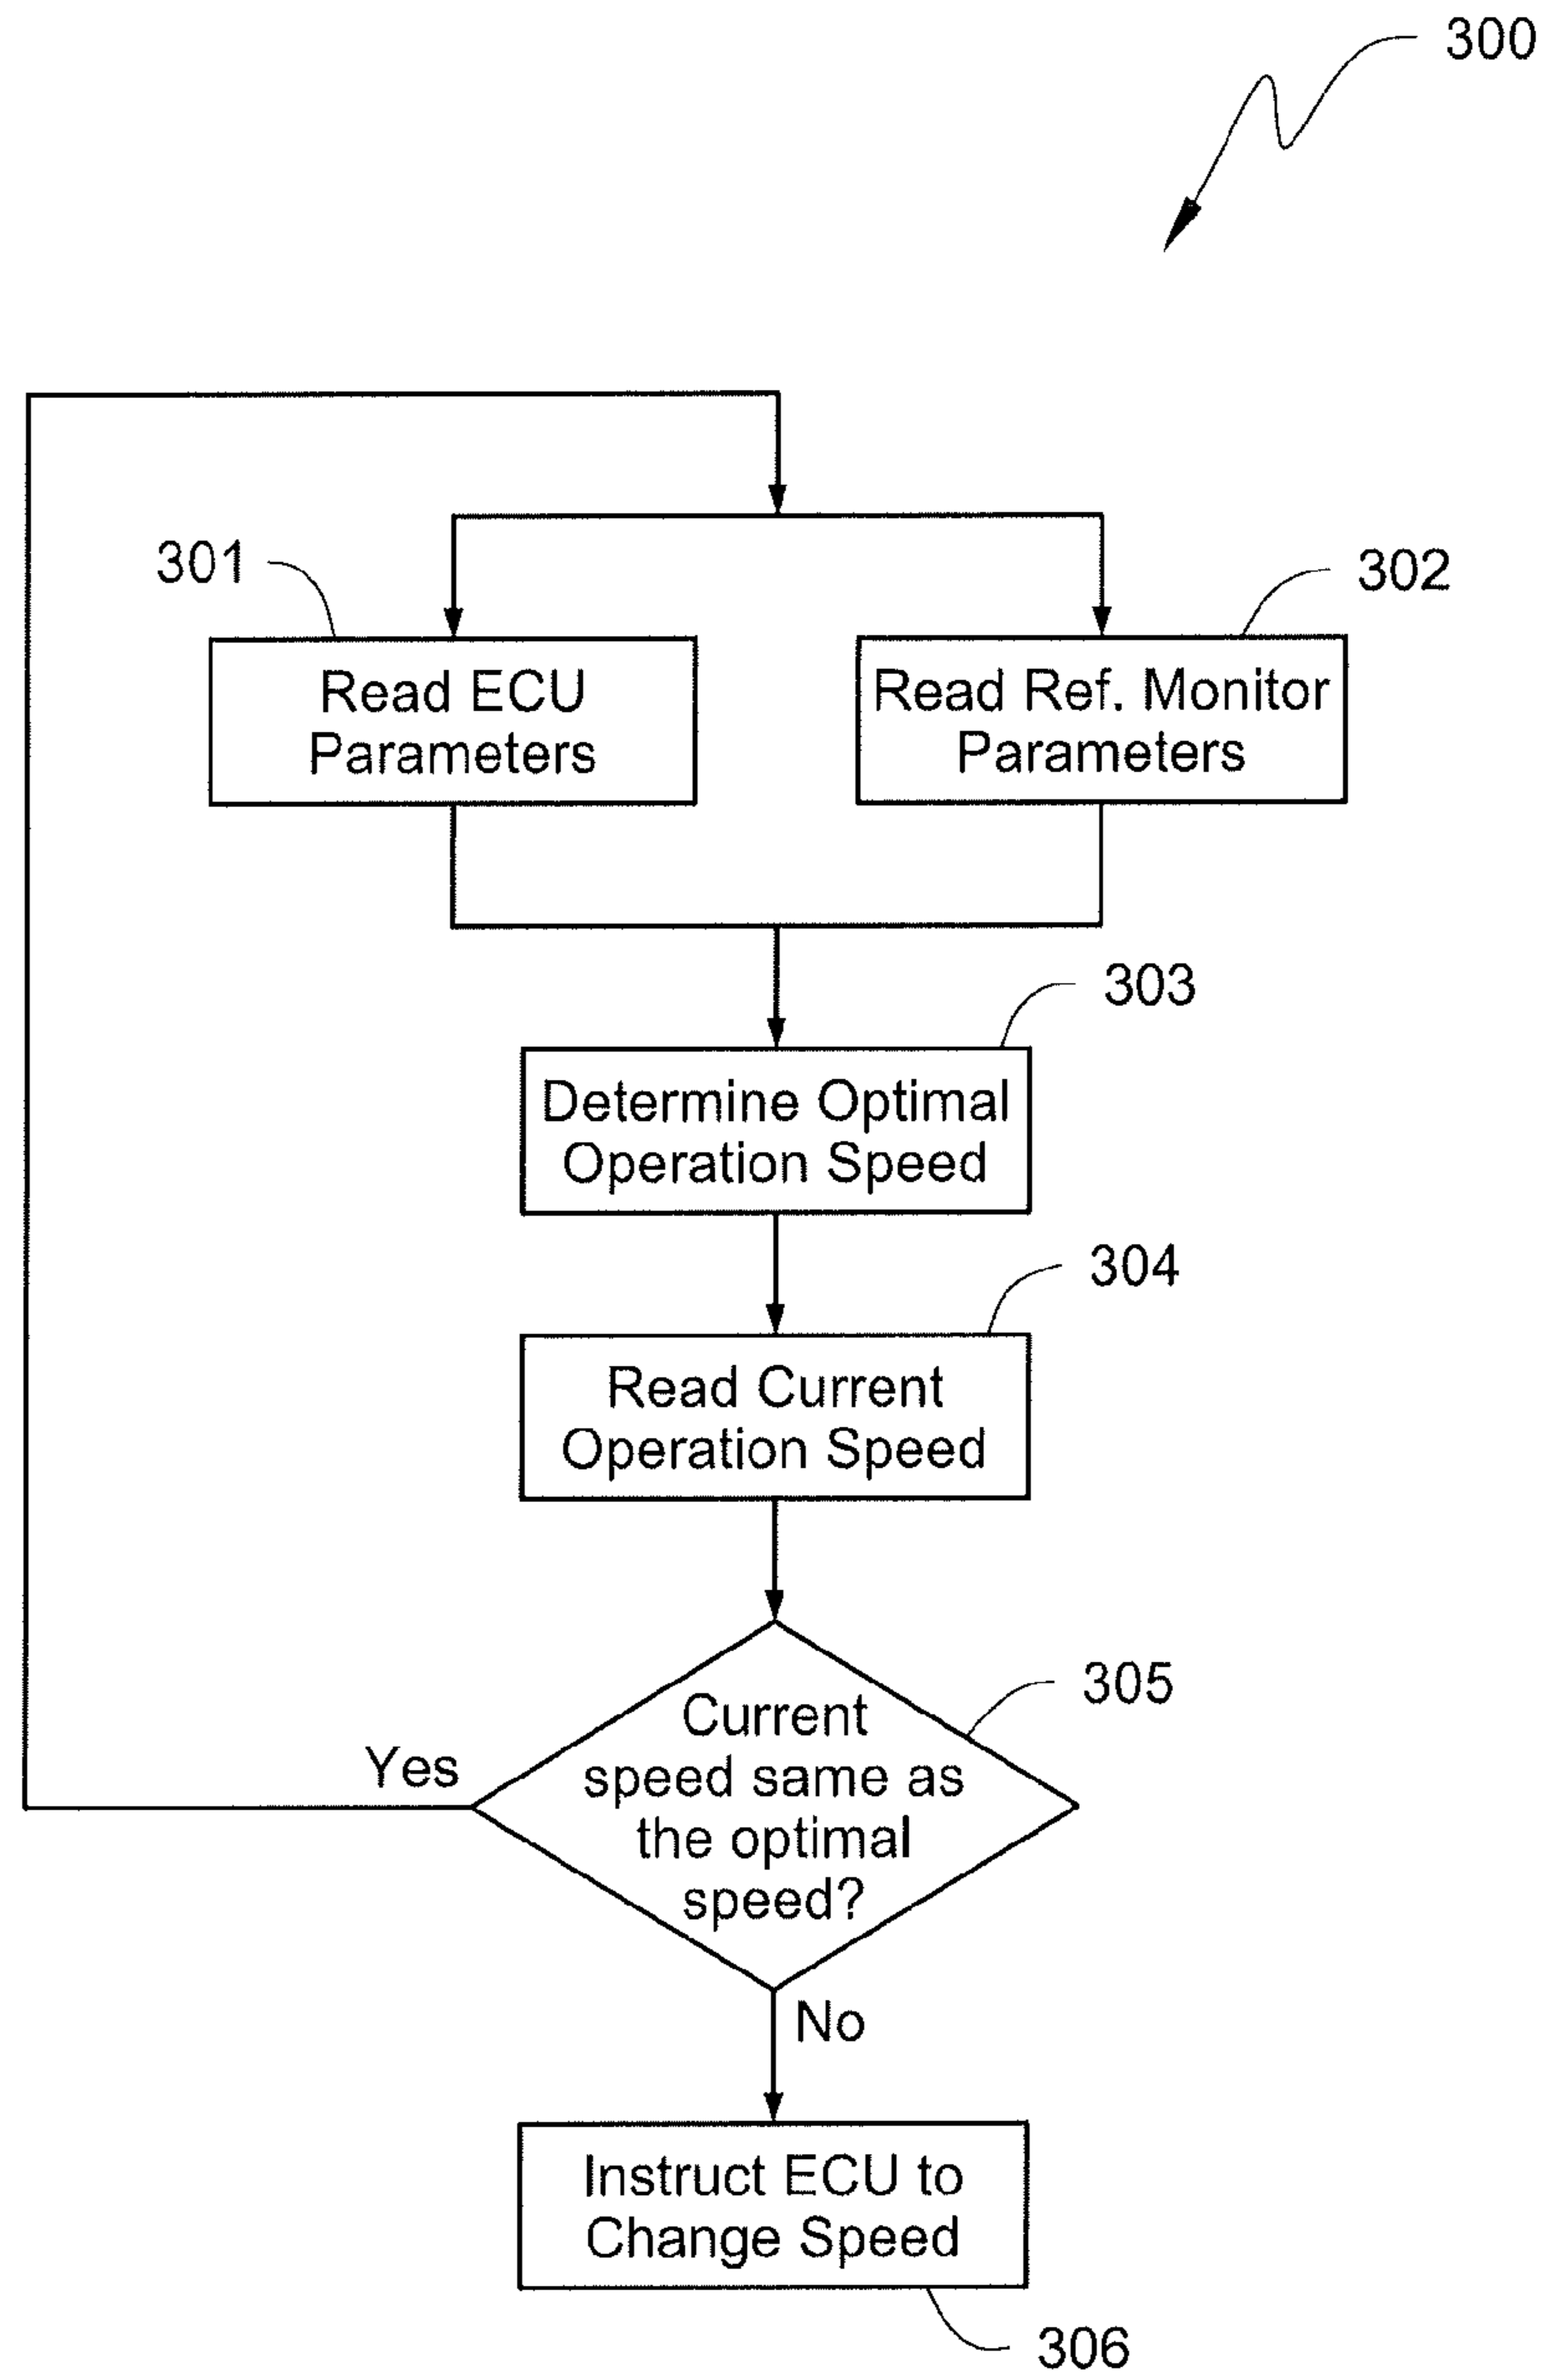 300
301
302
Read ECU
Parameters
Read Ref. Monitor
Parameters
303
Determine Optimal
Operation Speed
304
Read Current
Operation Speed
305
Current
speed same as
the optimal
speed?
Yes
No
Instruct ECU to
Change Speed
306